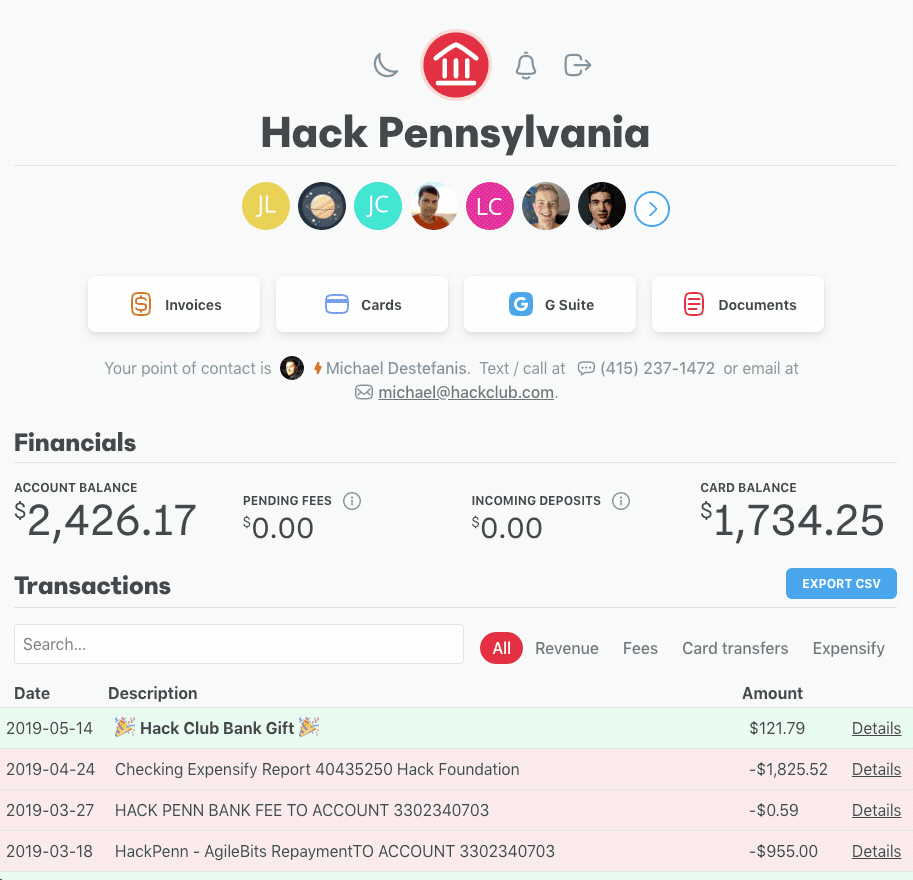 Hack Pennsylvania
JL JC LC
Invoices Cards G G Suite Documents
Your point of contact is Michael Destefanis. Text / call at (415) 237-1472 or email at
michael@hackclub.com.
Financials
ACCOUNT BALANCE PENDING FEES INCOMING DEPOSITS CARD BALANCE
$2,426.17 $0.00 $0.00 $1,734.25
Transactions EXPORT CSV
Search... All Revenue Fees Card transfers Expensify
Date Description Amount
2019-05-14 🎉 Hack Club Bank Gift 🎉 $121.79 Details
2019-04-24 Checking Expensify Report 40435250 Hack Foundation -$1,825.52 Details
2019-03-27 HACK PENN BANK FEE TO ACCOUNT 3302340703 -$0.59 Details
2019-03-18 HackPenn - AgileBits RepaymentTO ACCOUNT 3302340703 -$955.00 Details